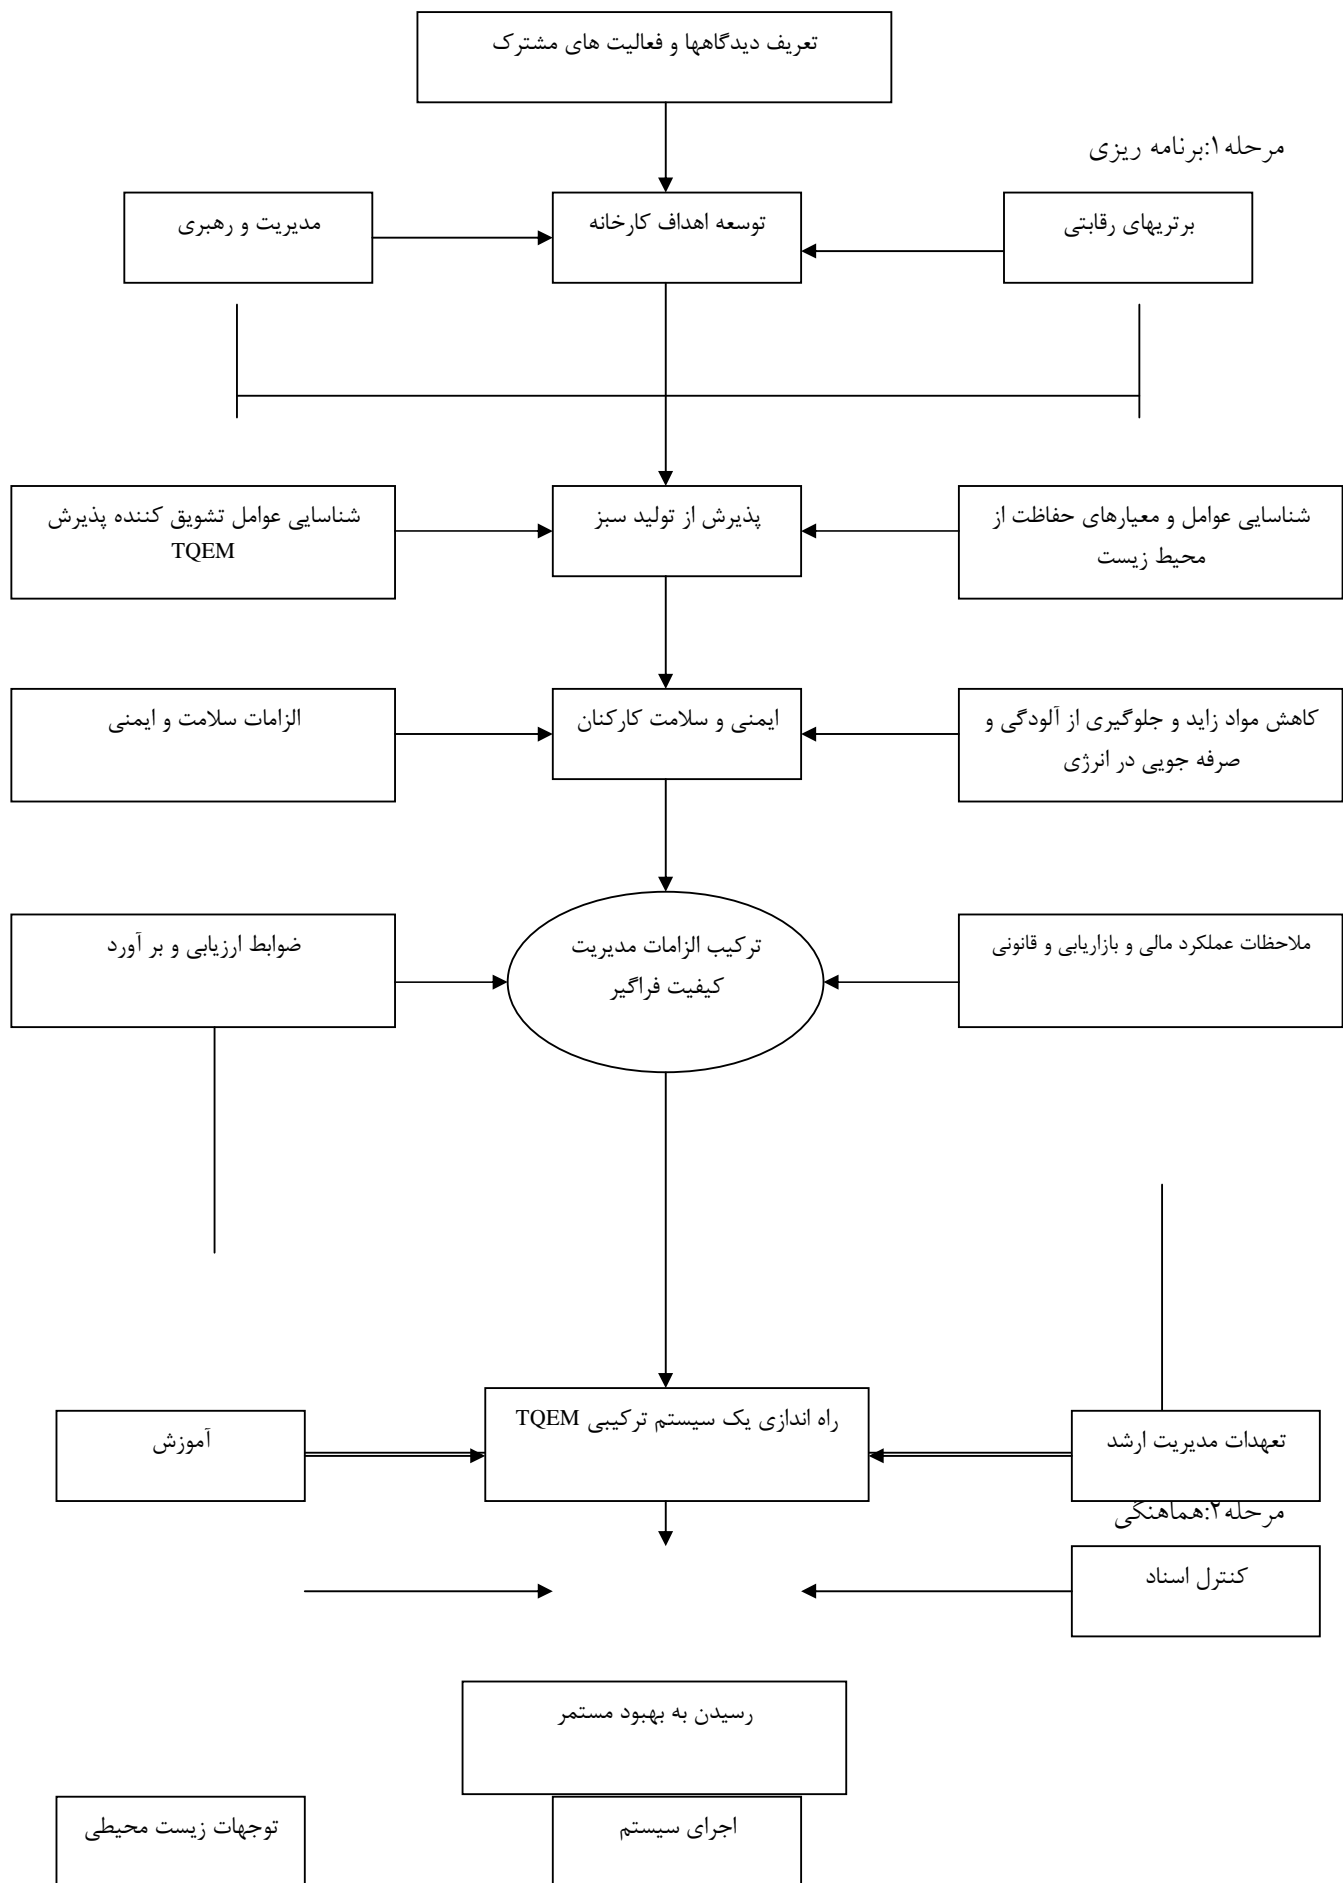 تعریف دیدگاهها و فعالیت های مشترک
مرحله۱:برنامه ریزی
برتریهای رقابتی
توسعه اهداف کارخانه
مدیریت و رهبری
شناسایی عوامل و معیارهای حفاظت از
محیط زیست
پذیرش از تولید سبز
شناسایی عوامل تشویق کننده پذیرش
TQEM
کاهش مواد زاید و جلوگیری از آلودگی و
صرفه جویی در انرژی
ایمنی و سلامت کارکنان
الزامات سلامت و ایمنی
ملاحظات عملکرد مالی و بازاریابی و قانونی
ترکیب الزامات مدیریت
کیفیت فراگیر
ضوابط ارزیابی و بر آورد
تعهدات مدیریت ارشد
راه اندازی یک سیستم ترکیبی TQEM
آموزش
مرحله۲:هماهنگی
کنترل اسناد
رسیدن به بهبود مستمر
اجرای سیستم
توجهات زیست محیطی